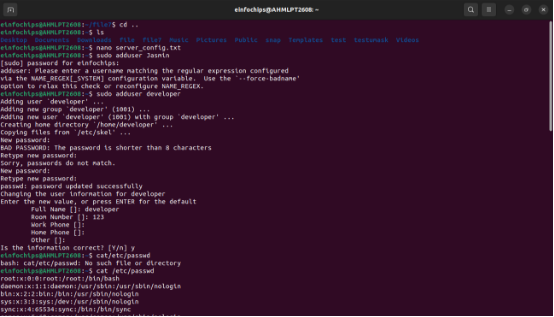 einfochips@AHMLPT2608: ~
einfochips@AHMLPT2608:~/file7$ cd ..
einfochips@AHMLPT2608:~$ ls
Desktop Documents Downloads file file7 Music Pictures Public snap Templates test testumask Videos
einfochips@AHMLPT2608:~$ nano server_config.txt
einfochips@AHMLPT2608:~$ sudo adduser Jasmin
[sudo] password for einfochips:
adduser: Please enter a username matching the regular expression configured
via the NAME_REGEX[_SYSTEM] configuration variable. Use the `--force-badname'
option to relax this check or reconfigure NAME_REGEX.
einfochips@AHMLPT2608:~$ sudo adduser developer
Adding user `developer' ...
Adding new group `developer' (1001) ...
Adding new user `developer' (1001) with group `developer' ...
Creating home directory `/home/developer' ...
Copying files from `/etc/skel' ...
New password:
BAD PASSWORD: The password is shorter than 8 characters
Retype new password:
Sorry, passwords do not match.
New password:
Retype new password:
passwd: password updated successfully
Changing the user information for developer
Enter the new value, or press ENTER for the default
Full Name []: developer
Room Number []: 123
Work Phone []:
Home Phone []:
Other []:
Is the information correct? [Y/n] y
einfochips@AHMLPT2608:~$ cat/etc/passwd
bash: cat/etc/passwd: No such file or directory
einfochips@AHMLPT2608:~$ cat /etc/passwd
root:x:0:0:root:/root:/bin/bash
daemon:x:1:1:daemon:/usr/sbin:/usr/sbin/nologin
bin:x:2:2:bin:/bin:/usr/sbin/nologin
sys:x:3:3:sys:/dev:/usr/sbin/nologin
sync:x:4:65534:sync:/bin:/bin/sync